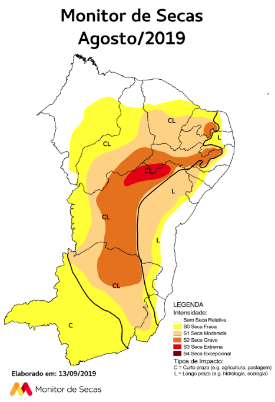 Monitor de Secas
Agosto/2019
CL
L
CL
CL
L
CL
L
CL
C
LEGENDA
Intensidade:
Sem Seca Relativa
S0 Seca Fraca
S1 Seca Moderada
S2 Seca Grave
S3 Seca Extrema
S4 Seca Excepcional
Tipos de Impacto:
C = Curto prazo (e.g. agricultura, pastagem)
L = Longo prazo (e.g. hidrologia, ecologia)
Elaborado em: 13/09/2019
Monitor de Secas